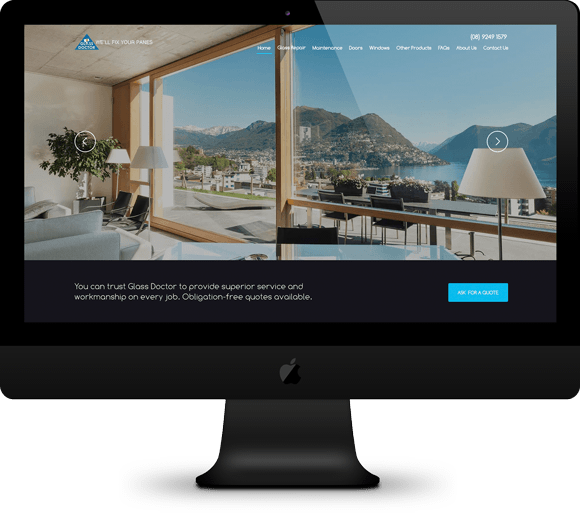 GLASS
DOCTOR
WE'LL FIX YOUR PANES
(08) 9249 1579
Home Glass Repair Maintenance Doors Windows Other Products FAQs About Us Contact Us
You can trust Glass Doctor to provide superior service and
workmanship on every job. Obligation-free quotes available.
ASK FOR A QUOTE